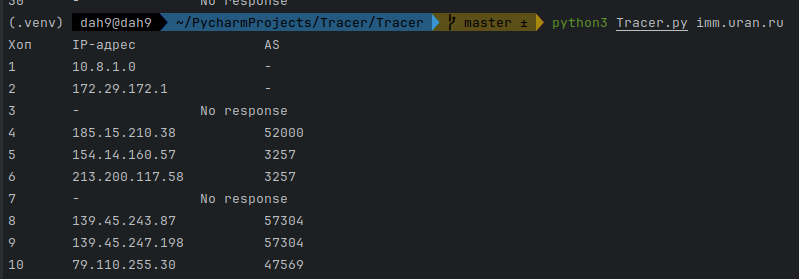 30 - No response
(.venv) dah9@dah9 ~/PycharmProjects/Tracer/Tracer master ± python3 Tracer.py imm.uran.ru
Хоп IP-адрес AS
1 10.8.1.0 -
2 172.29.172.1 -
3 - No response
4 185.15.210.38 52000
5 154.14.160.57 3257
6 213.200.117.58 3257
7 - No response
8 139.45.243.87 57304
9 139.45.247.198 57304
10 79.110.255.30 47569